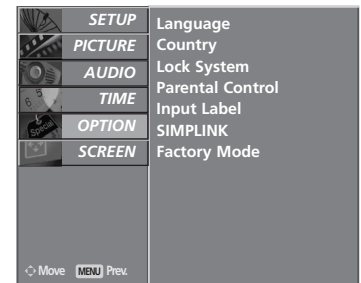 SETUP
PICTURE
AUDIO
TIME
OPTION
SCREEN
Language
Country
Lock System
Parental Control
Input Label
SIMPLINK
Factory Mode
Move MENU Prev.
Special